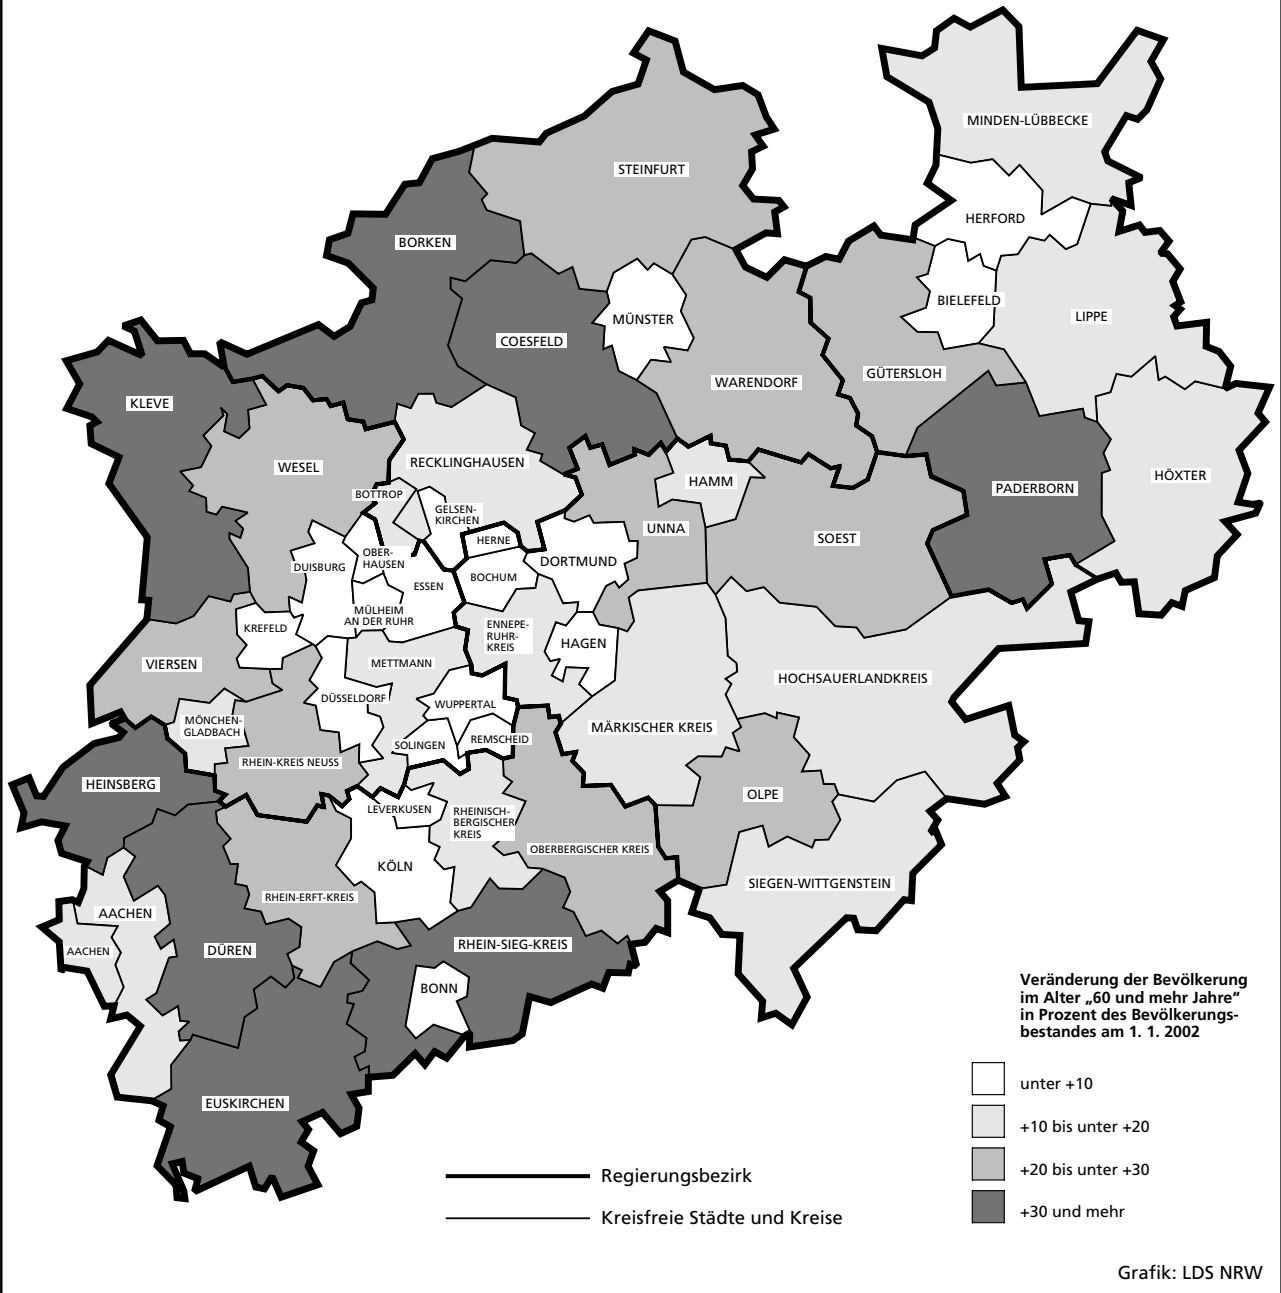 MINDEN-LÜBBECKE
STEINFURT
HERFORD
BORKEN
BIELEFELD
LIPPE
MÜNSTER
COESFELD
GÜTERSLOH
WARENDORF
KLEVE
RECKLINGHAUSEN
WESEL
HÖXTER
HAMM
PADERBORN
BOTTROP
GELSEN-
KIRCHEN
UNNA
SOEST
HERNE
OBER-
HAUSEN
DORTMUND
DUISBURG
BOCHUM
ESSEN
MÜLHEIM
AN DER RUHR
KREFELD
ENNEPE-
RUHR-
KREIS
HAGEN
VIERSEN
METTMANN
HOCHSAUERLANDKREIS
DÜSSELDORF
WUPPERTAL
MÖNCHEN-
GLADBACH
MÄRKISCHER KREIS
SOLINGEN
REMSCHEID
RHEIN-KREIS NEUSS
HEINSBERG
OLPE
LEVERKUSEN
RHEINISCH-
BERGISCHER
KREIS
OBERBERGISCHER KREIS
KÖLN
SIEGEN-WITTGENSTEIN
RHEIN-ERFT-KREIS
AACHEN
RHEIN-SIEG-KREIS
DÜREN
AACHEN
BONN
EUSKIRCHEN
Veränderung der Bevölkerung
im Alter „60 und mehr Jahre“
in Prozent des Bevölkerungs-
bestandes am 1. 1. 2002
unter +10
+10 bis unter +20
+20 bis unter +30
+30 und mehr
Regierungsbezirk
Kreisfreie Städte und Kreise
Grafik: LDS NRW